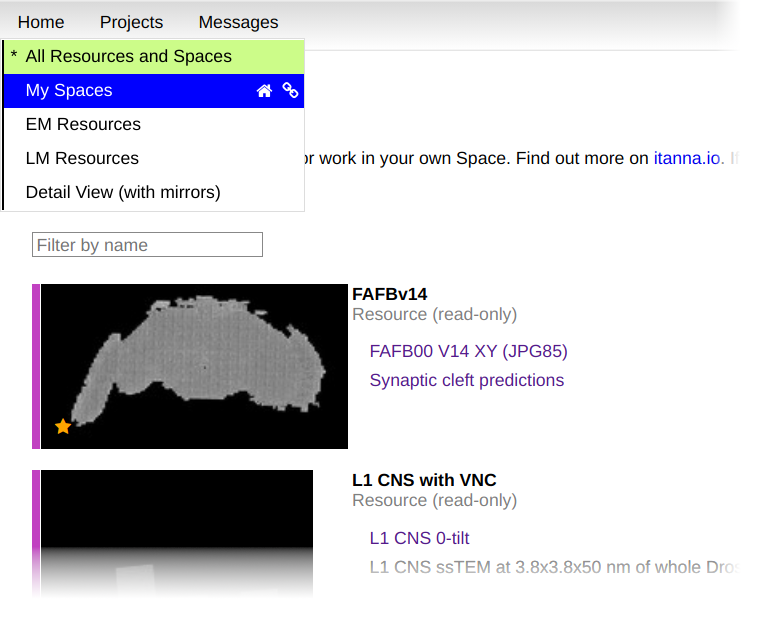 Home Projects Messages
* All Resources and Spaces
My Spaces
EM Resources
LM Resources
or work in your own Space. Find out more on itanna.io. If
Detail View (with mirrors)
Filter by name
FAFBv14
Resource (read-only)
FAFB00 V14 XY (JPG85)
Synaptic cleft predictions
L1 CNS with VNC
Resource (read-only)
L1 CNS 0-tilt
L1 CNS ssTEM at 3.8x3.8x50 nm of whole Dros